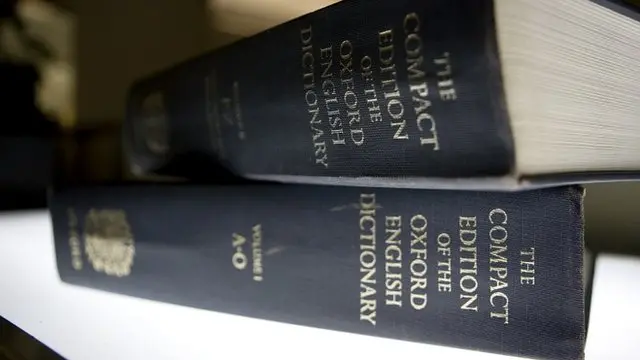 THE
COMPACT
EDITION
OF THE
OXFORD
ENGLISH
DICTIONARY
THE
COMPACT
EDITION
OF THE
OXFORD
ENGLISH
DICTIONARY
VOLUME I
A-O